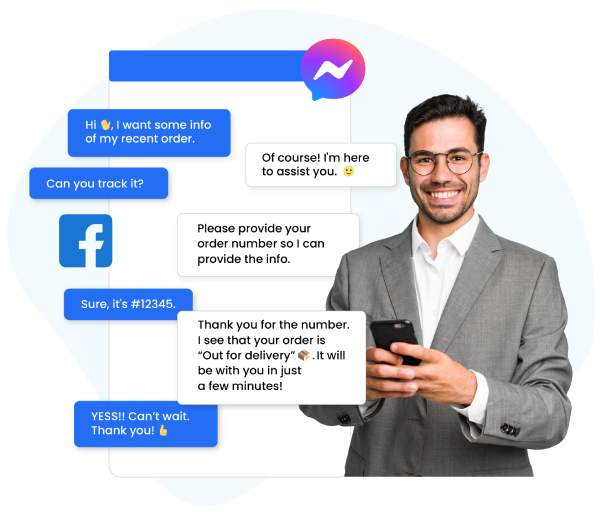 Hi 👋, I want some info
of my recent order.
Of course! I'm here
to assist you. 🙂
Can you track it?
Please provide your
order number so I can
provide the info.
Sure, it's #12345.
Thank you for the number.
I see that your order is
“Out for delivery” 📦. It will
be with you in just
a few minutes!
YESS!! Can’t wait.
Thank you! 👍